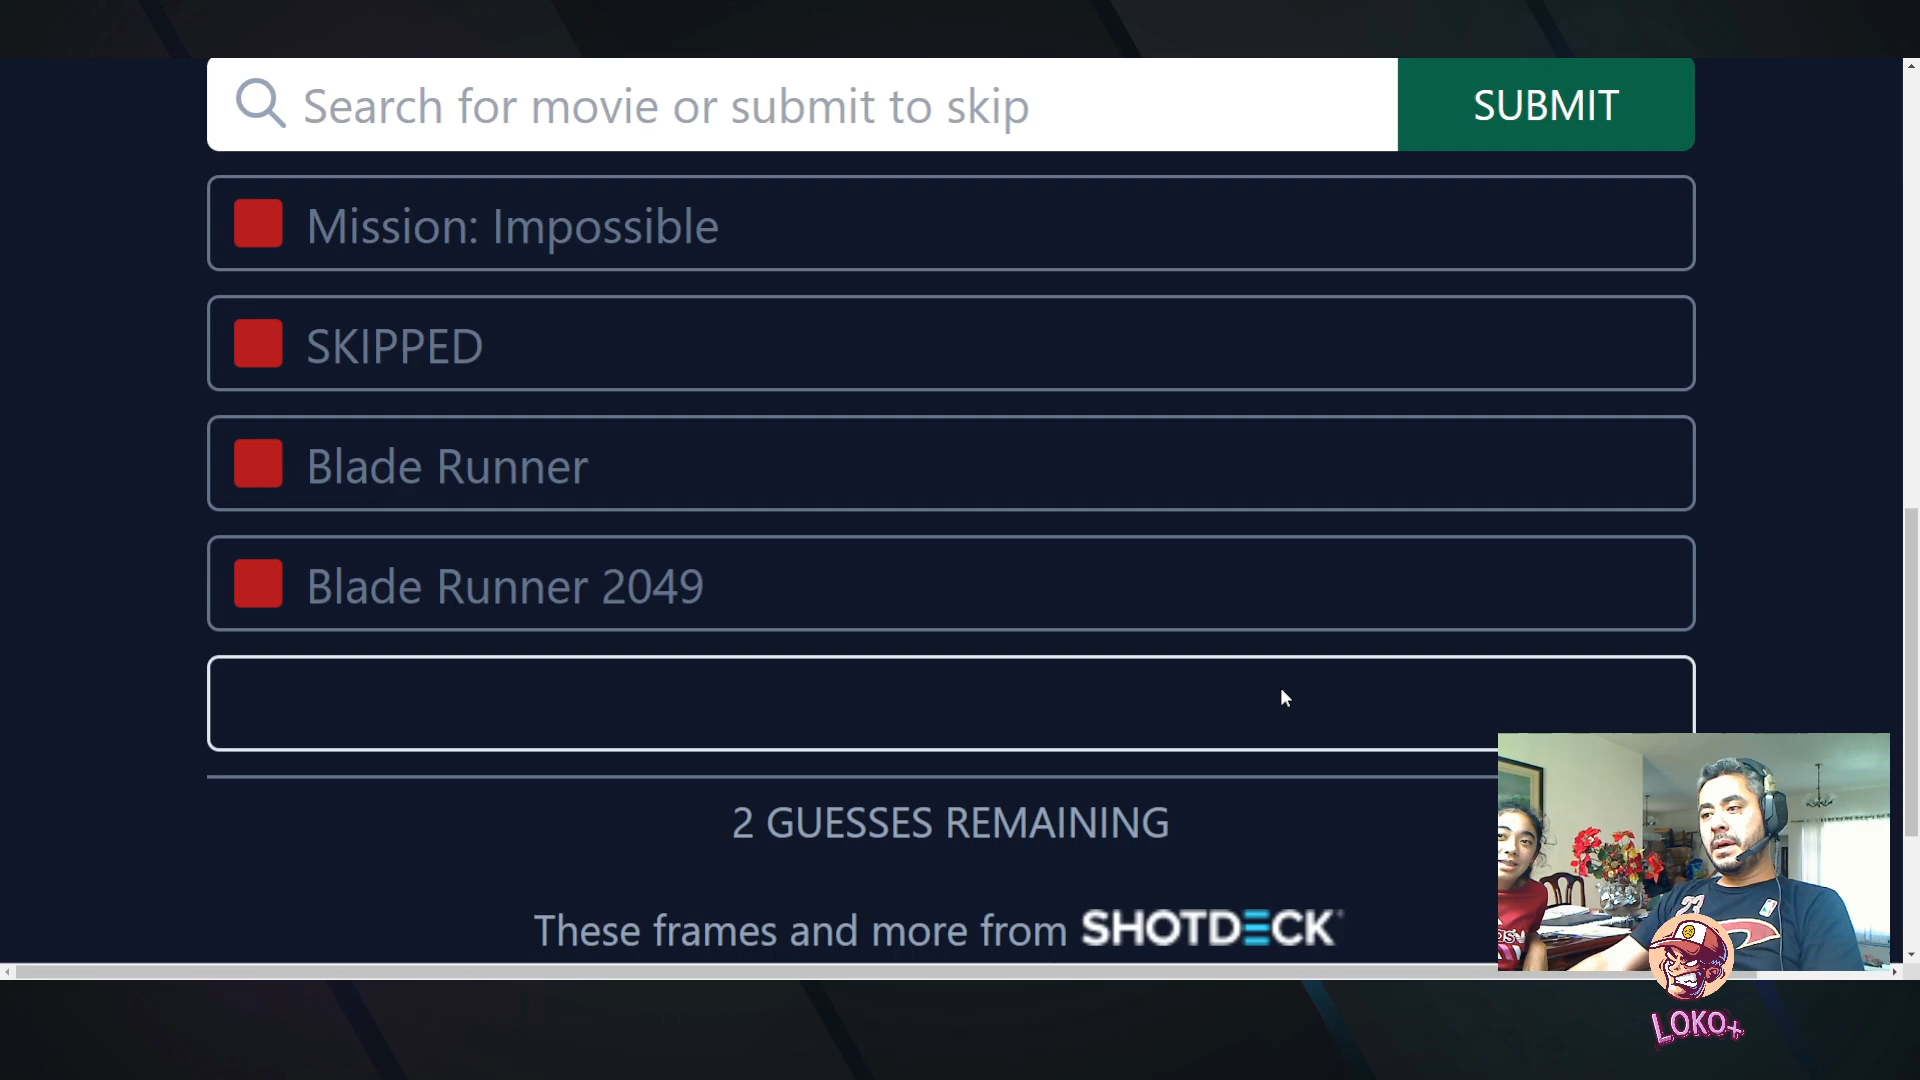 Search for movie or submit to skip
SUBMIT
Mission: Impossible
SKIPPED
Blade Runner
Blade Runner 2049
2 GUESSES REMAINING
These frames and more from SHOTDECK
23
LOKO+